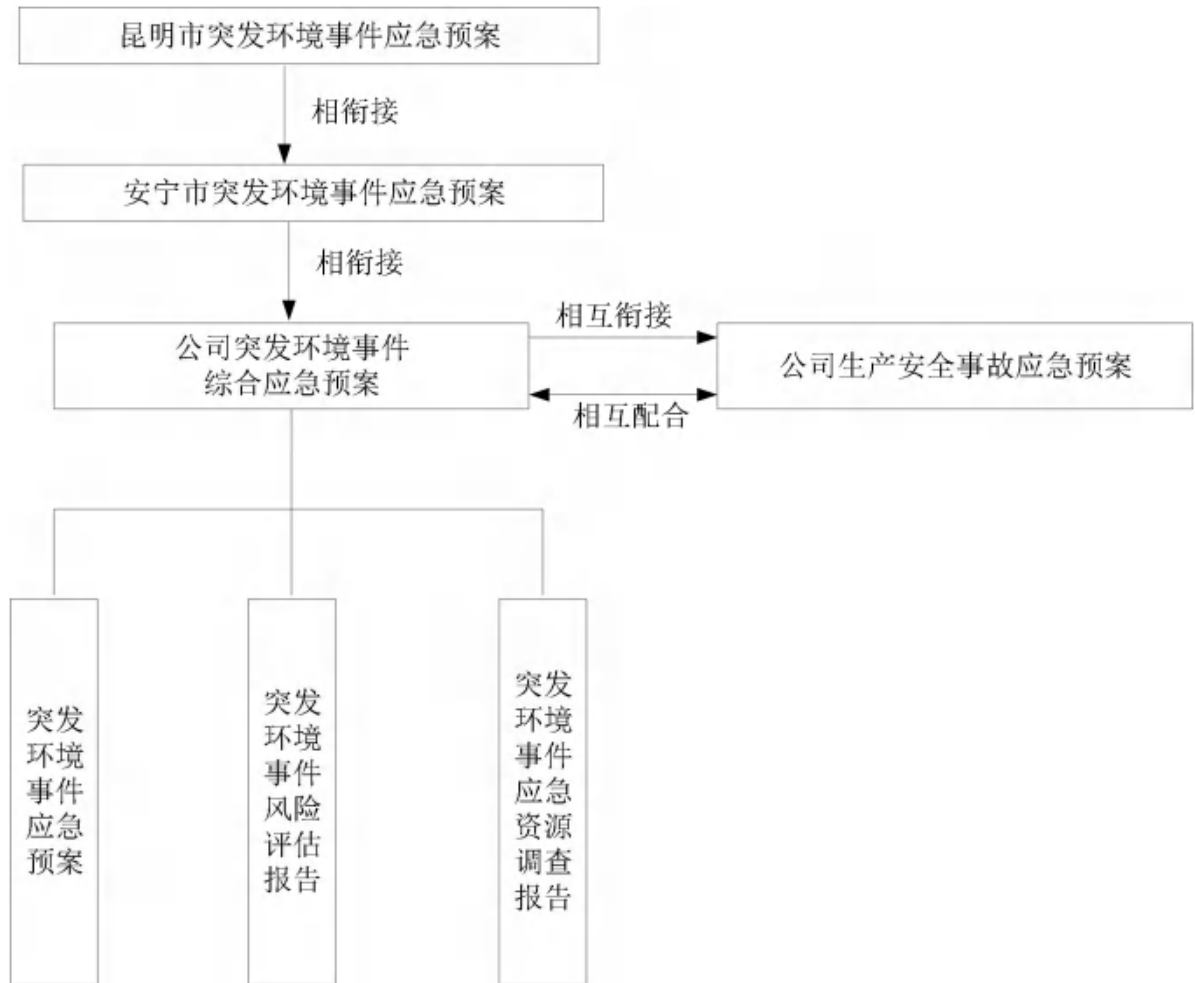 昆明市突发环境事件应急预案
相衔接
安宁市突发环境事件应急预案
相衔接
公司突发环境事件
综合应急预案
相互衔接
相互配合
公司生产安全事故应急预案
突发
环境
事件
应急
预案
突发
环境
事件
风险
评估
报告
突发
环境
事件
应急
资源
调查
报告